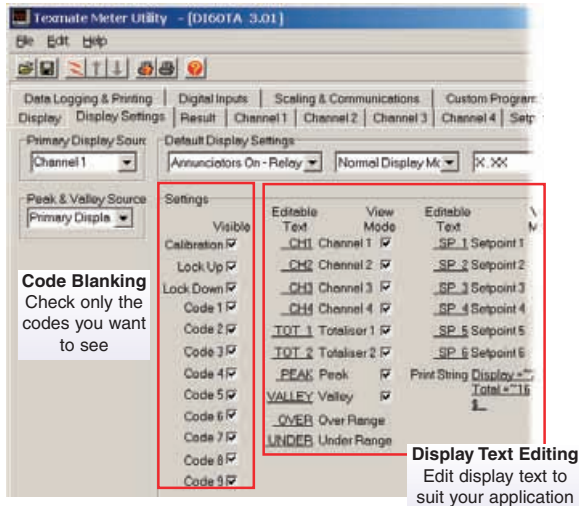 Texmate Meter Utility - [DI60TA 3.01]
File Edit Help
Data Logging & Printing Digital Inputs Scaling & Communications Custom Program
Display Display Settings Result Channel 1 Channel 2 Channel 3 Channel 4 Setp
Primary Display Sourc Default Display Settings
Channel 1 Annunciators On - Relay Normal Display Mc X.XX
Peak & Valley Source
Primary Displa
Settings
Visible
Calibration
Lock Up
Lock Down
Code 1
Code 2
Code 3
Code 4
Code 5
Code 6
Code 7
Code 8
Code 9
Editable View Editable
Text Mode Text
CH1 Channel 1 SP 1 Setpoint 1
CH2 Channel 2 SP 2 Setpoint 2
CH3 Channel 3 SP 3 Setpoint 3
CH4 Channel 4 SP 4 Setpoint 4
TOT 1 Totaliser 1 SP 5 Setpoint 5
TOT 2 Totaliser 2 SP 6 Setpoint 6
PEAK Peak Print String Display =~
VALLEY Valley Total =~16
OVER Over Range $_
UNDER Under Range
Code Blanking
Check only the
codes you want
to see
Display Text Editing
Edit display text to
suit your application